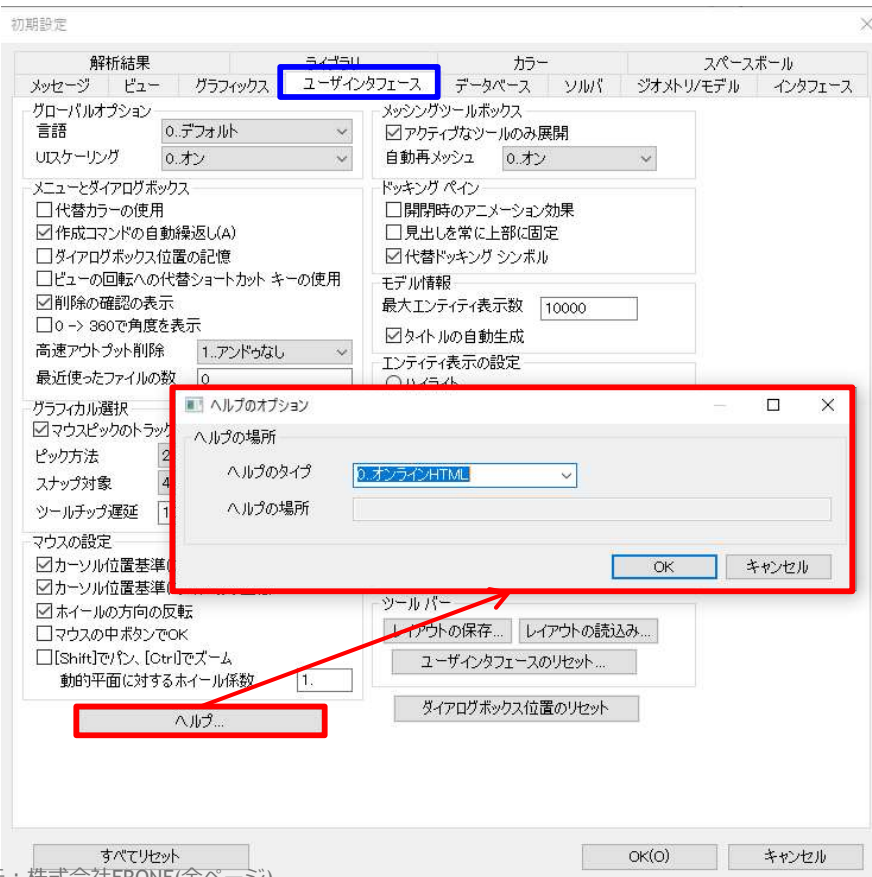 初期設定
解析結果 ライブラリ カラー スペースボール
メッセージ ビュー グラフィックス ユーザインタフェース データベース ソルバ ジオメトリ/モデル インタフェース
グローバルオプション
言語 0..デフォルト
UIスケーリング 0..オン
メニューとダイアログボックス
代替カラーの使用
作成コマンドの自動繰返し(A)
ダイアログボックス位置の記憶
ビューの回転への代替ショートカット キーの使用
削除の確認の表示
0 -> 360で角度を表示
高速アウトプット削除 1..アンドゥなし
最近使ったファイルの数 0
グラフィカル選択
マウスピックのトラック
ピック方法 2
スナップ対象 4
ツールチップ遅延 1
マウスの設定
カーソル位置基準(
カーソル位置基準(
ホイールの方向の反転
マウスの中ボタンでOK
[Shift]でパン、[Ctrl]でズーム
動的平面に対するホイール係数 1.
ヘルプ...
メッシングツールボックス
アクティブなツールのみ展開
自動再メッシュ 0..オン
ドッキング ペイン
開閉時のアニメーション効果
見出しを常に上部に固定
代替ドッキング シンボル
モデル情報
最大エンティティ表示数 10000
タイトルの自動生成
エンティティ表示の設定
ハイライト
ヘルプのオプション
ヘルプの場所
ヘルプのタイプ 0..オンラインHTML
ヘルプの場所
OK キャンセル
ツール バー
レイアウトの保存... レイアウトの読込み...
ユーザインタフェースのリセット...
ダイアログボックス位置のリセット
すべてリセット OK(O) キャンセル
：株式会社FRONE(全ページ)